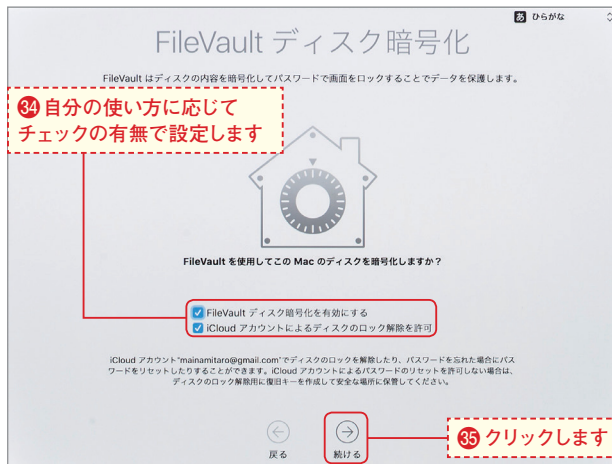 あ ひらがな
FileVault ディスク暗号化
FileVault はディスクの内容を暗号化してパスワードで画面をロックすることでデータを保護します。
34 自分の使い方に応じて
チェックの有無で設定します
FileVault を使用してこの Mac のディスクを暗号化しますか？
FileVault ディスク暗号化を有効にする
iCloud アカウントによるディスクのロック解除を許可
iCloud アカウント"mainamitaro@gmail.com"でディスクのロックを解除したり、パスワードを忘れた場合にパス
ワードをリセットしたりすることができます。iCloud アカウントによるパスワードのリセットを許可しない場合は、
ディスクのロック解除用に復旧キーを作成して安全な場所に保管してください。
戻る
続ける
35 クリックします